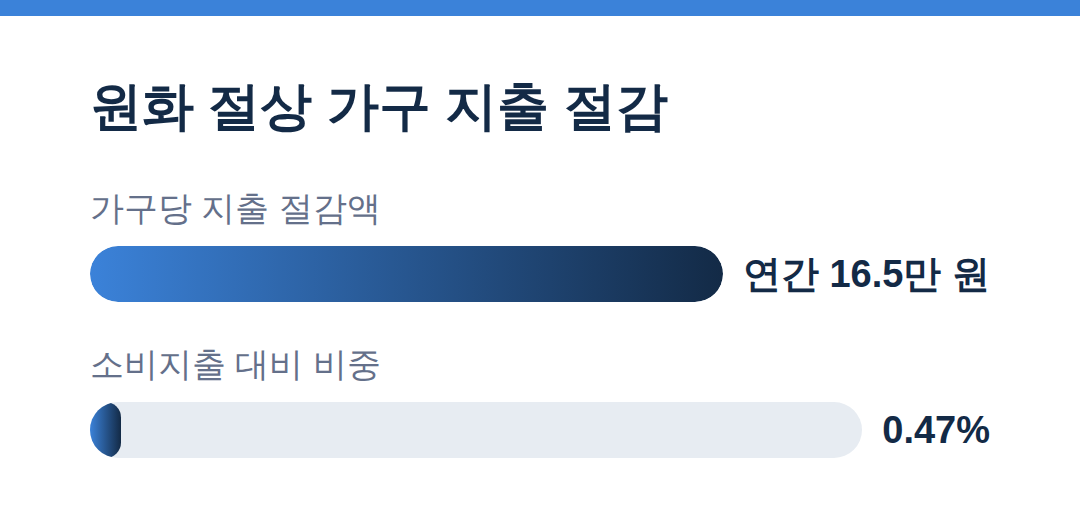 원화 절상 가구 지출 절감
가구당 지출 절감액
연간 16.5만 원
소비지출 대비 비중
0.47%